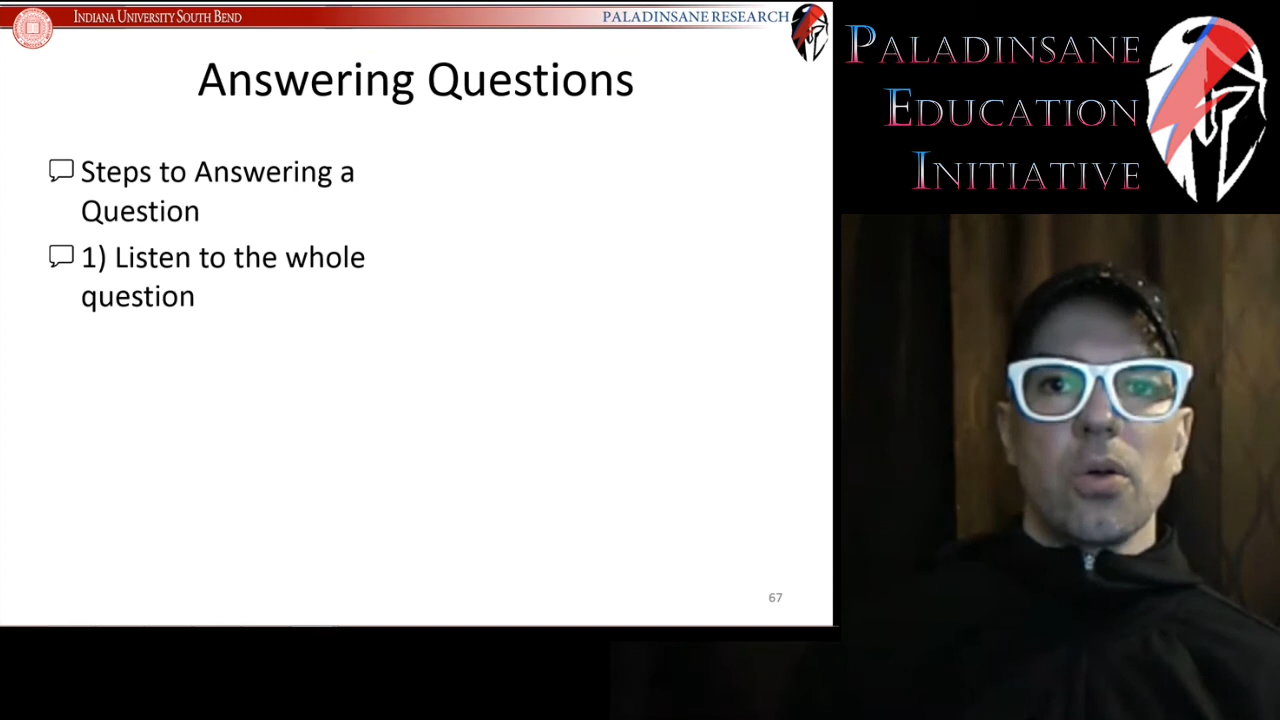 INDIANA UNIVERSITY SOUTH BEND
PALADINSANE RESEARCH
Answering Questions
Steps to Answering a
Question
1) Listen to the whole
question
67
PALADINSANE
EDUCATION
INITIATIVE